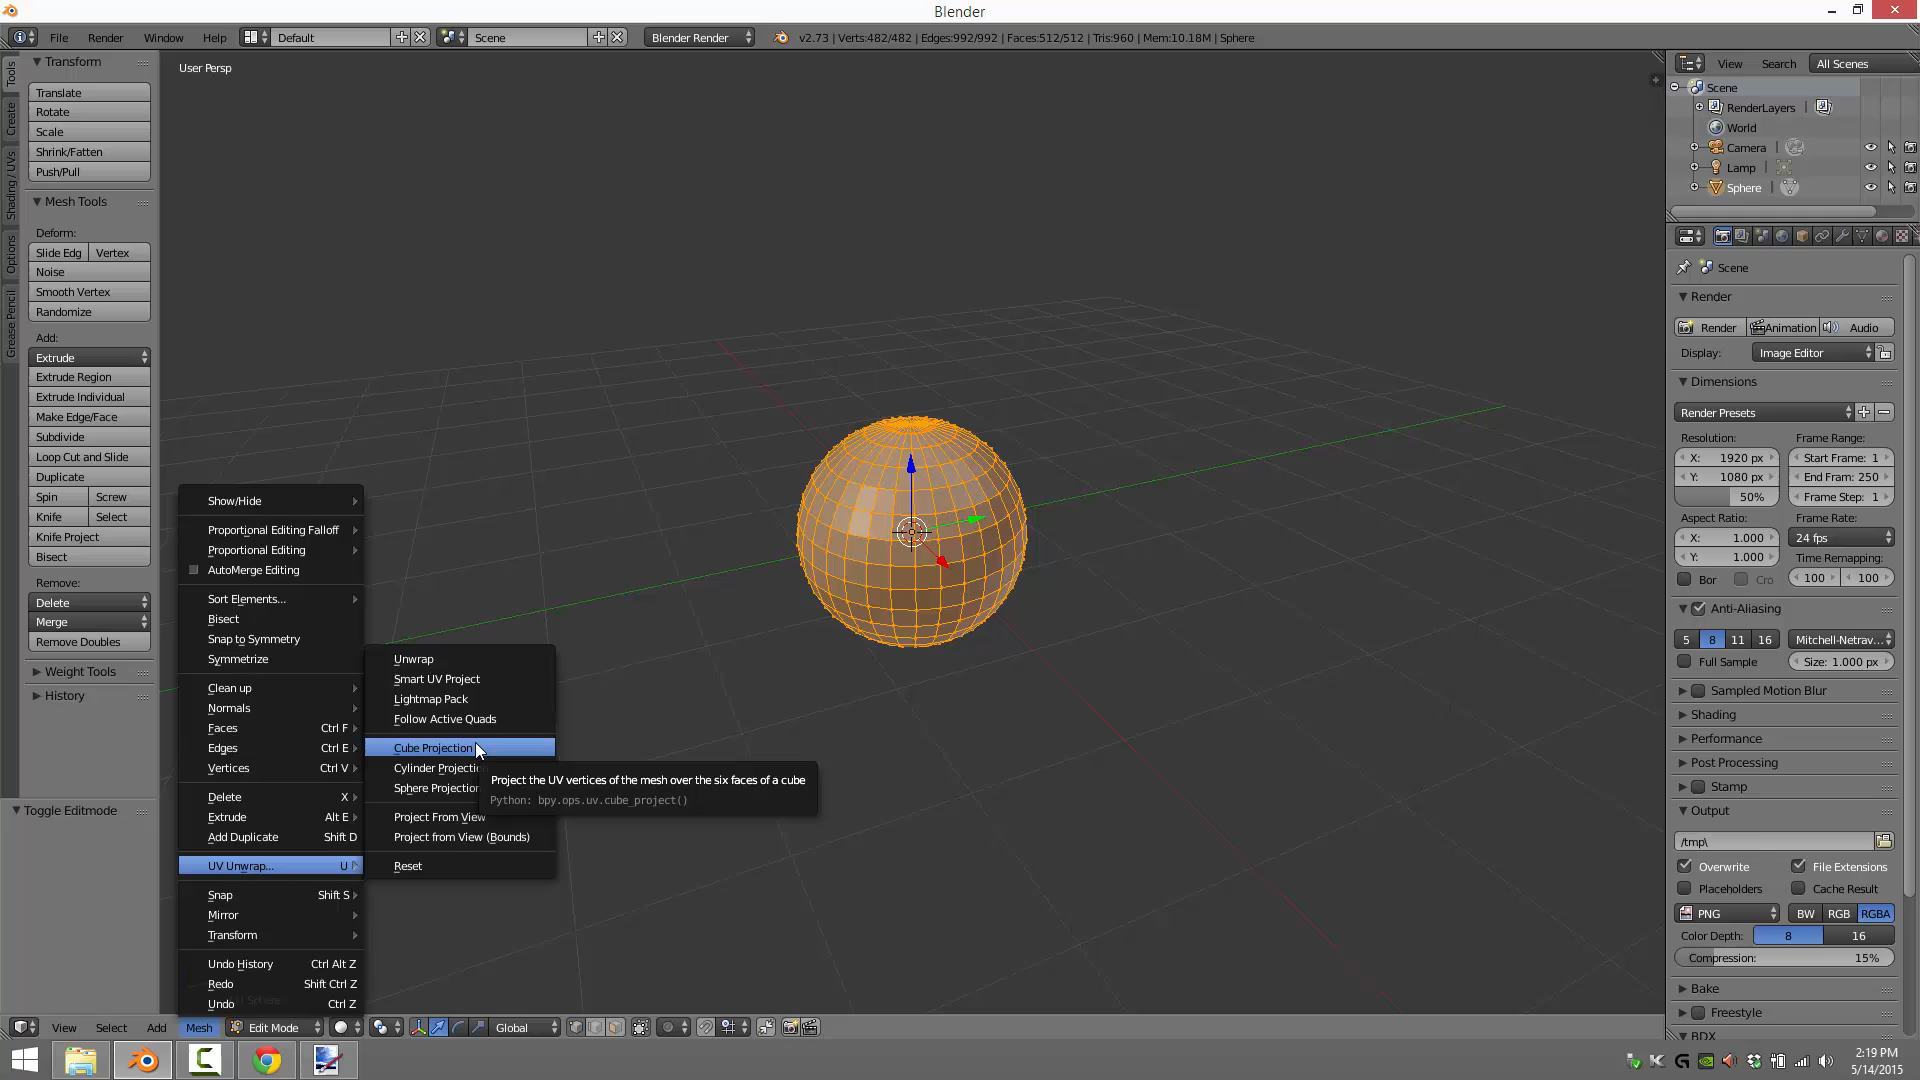 Blender
File Render Window Help Default Scene Blender Render v2.73 | Verts:482/482 | Edges:992/992 | Faces:512/512 | Tris:960 | Mem:10.18M | Sphere
Tools
Create
Shading / UVs
Options
Grease Pencil
Transform
Translate
Rotate
Scale
Shrink/Fatten
Push/Pull
Mesh Tools
Deform:
Slide Edg Vertex
Noise
Smooth Vertex
Randomize
Add:
Extrude
Extrude Region
Extrude Individual
Make Edge/Face
Subdivide
Loop Cut and Slide
Duplicate
Spin Screw
Knife Select
Knife Project
Bisect
Remove:
Delete
Merge
Remove Doubles
Weight Tools
History
Toggle Editmode
User Persp
Show/Hide
Proportional Editing Falloff
Proportional Editing
AutoMerge Editing
Sort Elements...
Bisect
Snap to Symmetry
Symmetrize
Clean up
Normals
Faces Ctrl F
Edges Ctrl E
Vertices Ctrl V
Delete X
Extrude Alt E
Add Duplicate Shift D
UV Unwrap... U
Snap Shift S
Mirror
Transform
Undo History Ctrl Alt Z
Redo Shift Ctrl Z
Undo Ctrl Z
Unwrap
Smart UV Project
Lightmap Pack
Follow Active Quads
Cube Projection
Cylinder Projection
Sphere Projection
Project From View
Project from View (Bounds)
Reset
Project the UV vertices of the mesh over the six faces of a cube
Python: bpy.ops.uv.cube_project()
View Select Add Mesh Edit Mode Global
View Search All Scenes
Scene
RenderLayers
World
Camera
Lamp
Sphere
Scene
Render
Render Animation Audio
Display: Image Editor
Dimensions
Render Presets
Resolution: Frame Range:
X: 1920 px Start Frame: 1
Y: 1080 px End Fram: 250
50% Frame Step: 1
Aspect Ratio: Frame Rate:
X: 1.000 24 fps
Y: 1.000 Time Remapping:
Bor Cro 100 100
Anti-Aliasing
5 8 11 16 Mitchell-Netrav...
Full Sample Size: 1.000 px
Sampled Motion Blur
Shading
Performance
Post Processing
Stamp
Output
/tmp\
Overwrite File Extensions
Placeholders Cache Result
PNG BW RGB RGBA
Color Depth: 8 16
Compression: 15%
Bake
Freestyle
BDX
2:19 PM
5/14/2015